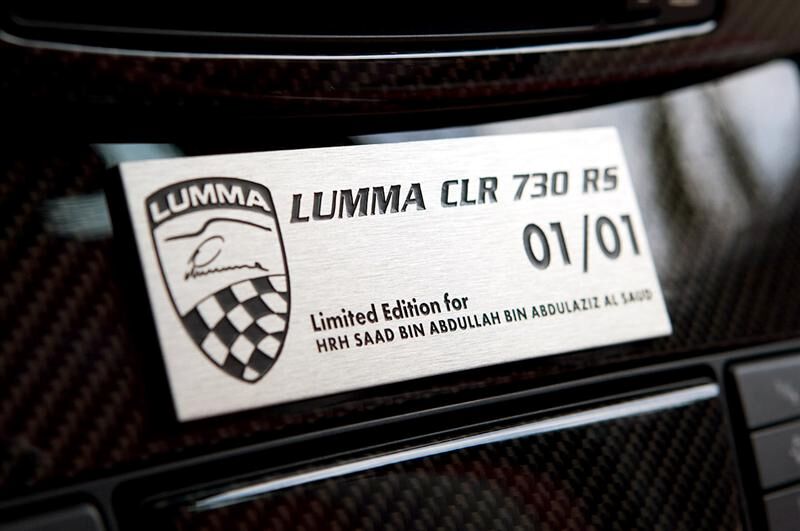 LUMMA
LUMMA CLR 730 RS
01/01
Limited Edition for
HRH SAAD BIN ABDULLAH BIN ABDULAZIZ AL SAUD